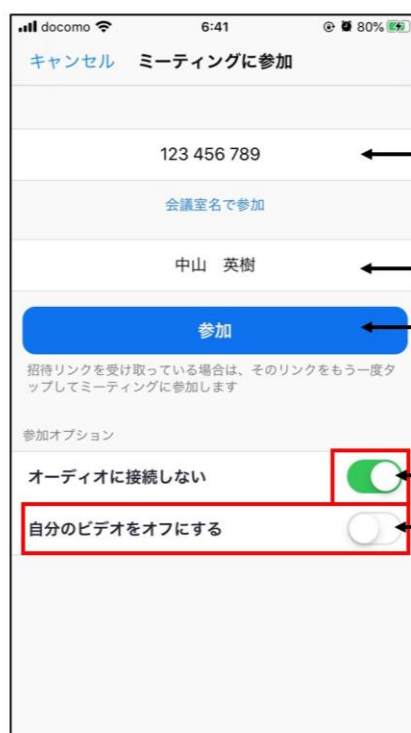 docomo 6:41 80%
キャンセル ミーティングに参加
123 456 789
会議室名で参加
中山 英樹
参加
招待リンクを受け取っている場合は、そのリンクをもう一度タ
ップしてミーティングに参加します
参加オプション
オーディオに接続しない
自分のビデオをオフにする